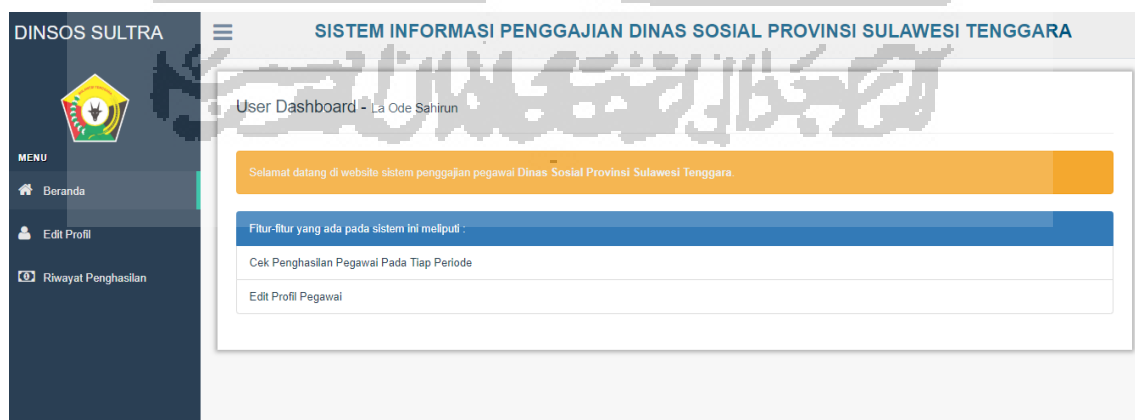 DINSOS SULTRA
SISTEM INFORMASI PENGGAJIAN DINAS SOSIAL PROVINSI SULAWESI TENGGARA
User Dashboard - La Ode Sahirun
MENU
Beranda
Edit Profil
Riwayat Penghasilan
Selamat datang di website sistem penggajian pegawai Dinas Sosial Provinsi Sulawesi Tenggara.
Fitur-fitur yang ada pada sistem ini meliputi :
Cek Penghasilan Pegawai Pada Tiap Periode
Edit Profil Pegawai